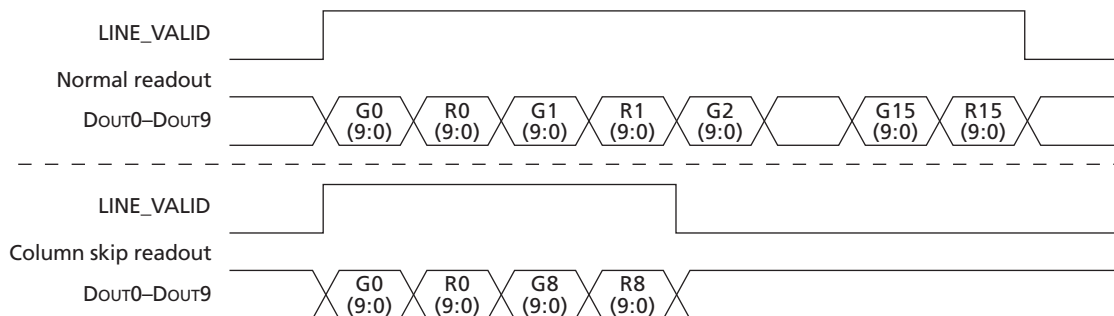 LINE_VALID
Normal readout
DOUT0–DOUT9
G0 (9:0)
R0 (9:0)
G1 (9:0)
R1 (9:0)
G2 (9:0)
G15 (9:0)
R15 (9:0)
LINE_VALID
Column skip readout
DOUT0–DOUT9
G0 (9:0)
R0 (9:0)
G8 (9:0)
R8 (9:0)